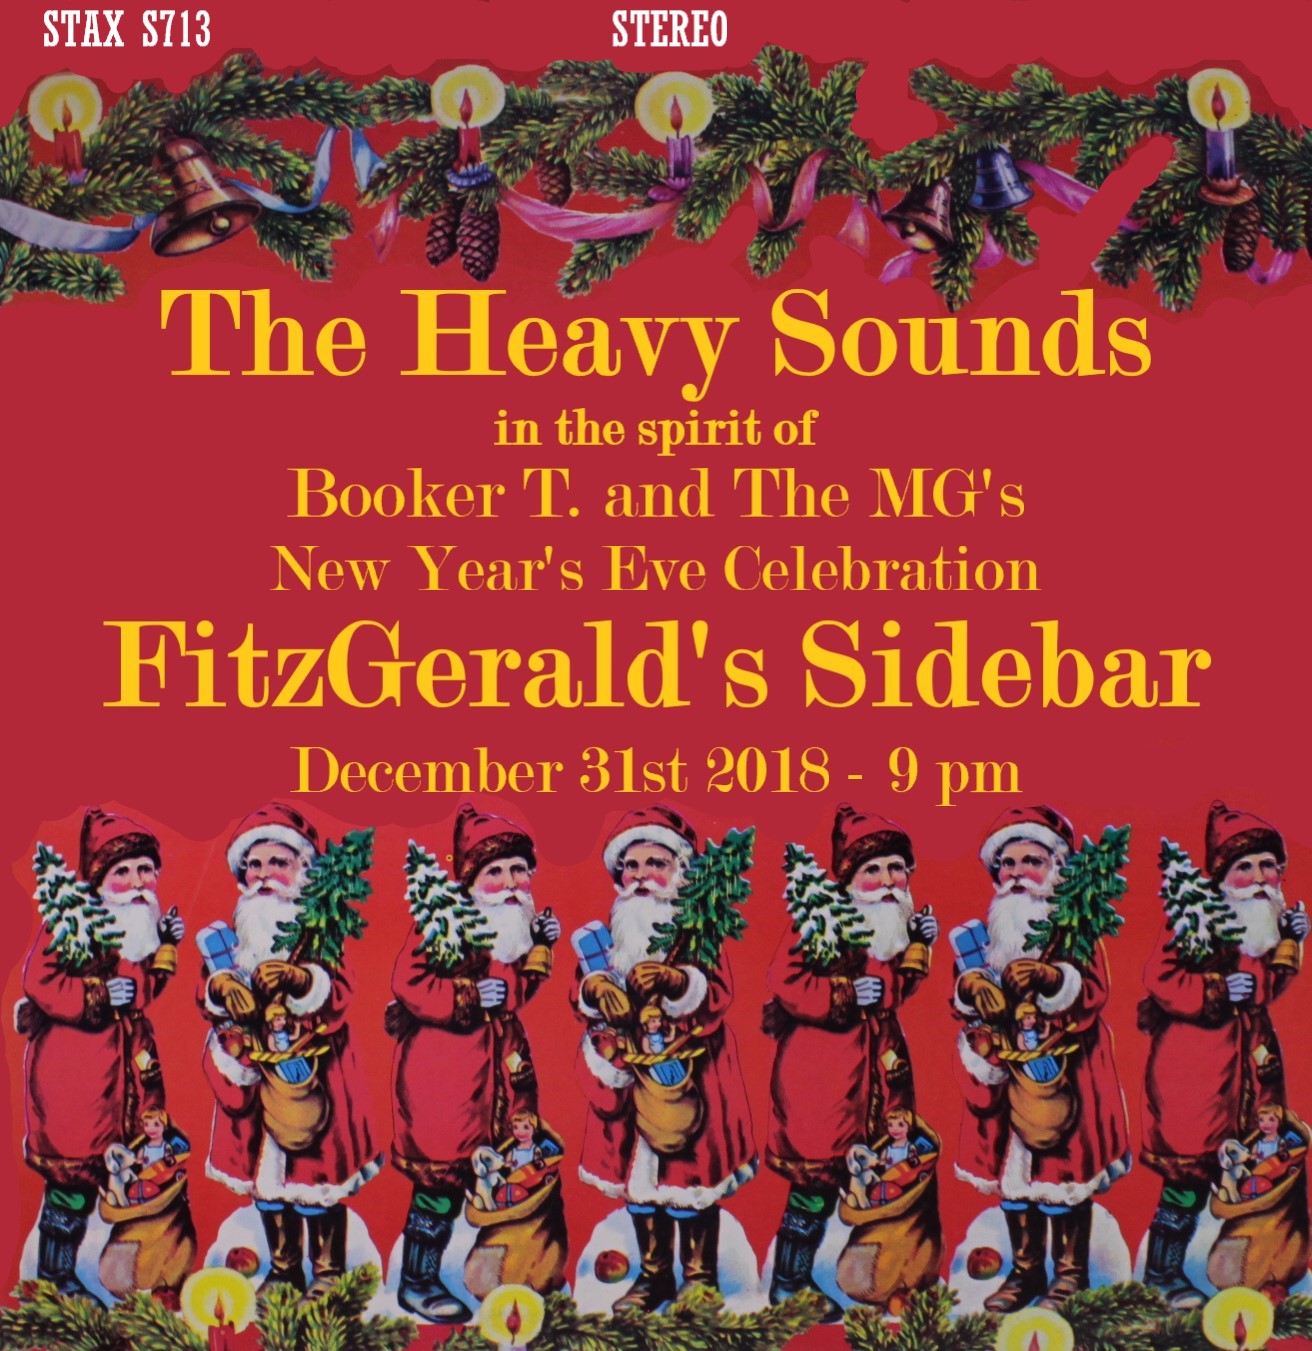 STAX S713 STEREO
The Heavy Sounds
in the spirit of
Booker T. and The MG's
New Year's Eve Celebration
FitzGerald's Sidebar
December 31st 2018 - 9 pm